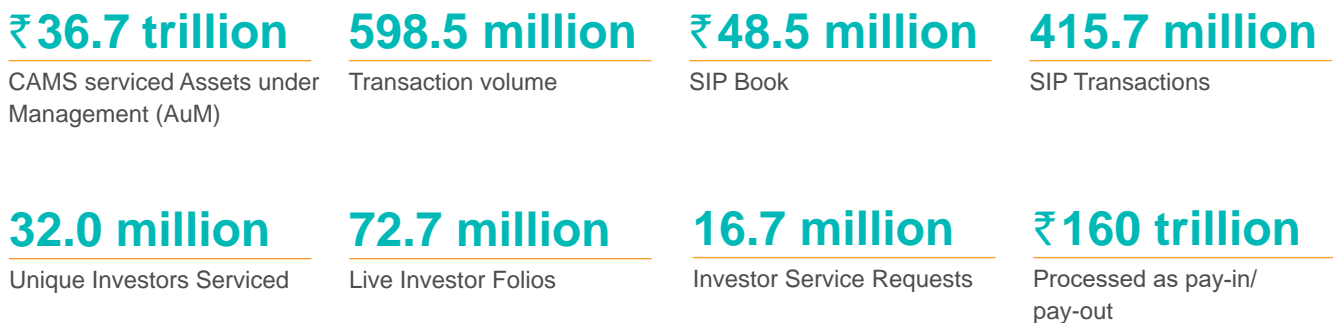 ₹36.7 trillion
CAMS serviced Assets under
Management (AuM)
598.5 million
Transaction volume
₹48.5 million
SIP Book
415.7 million
SIP Transactions
32.0 million
Unique Investors Serviced
72.7 million
Live Investor Folios
16.7 million
Investor Service Requests
₹160 trillion
Processed as pay-in/
pay-out